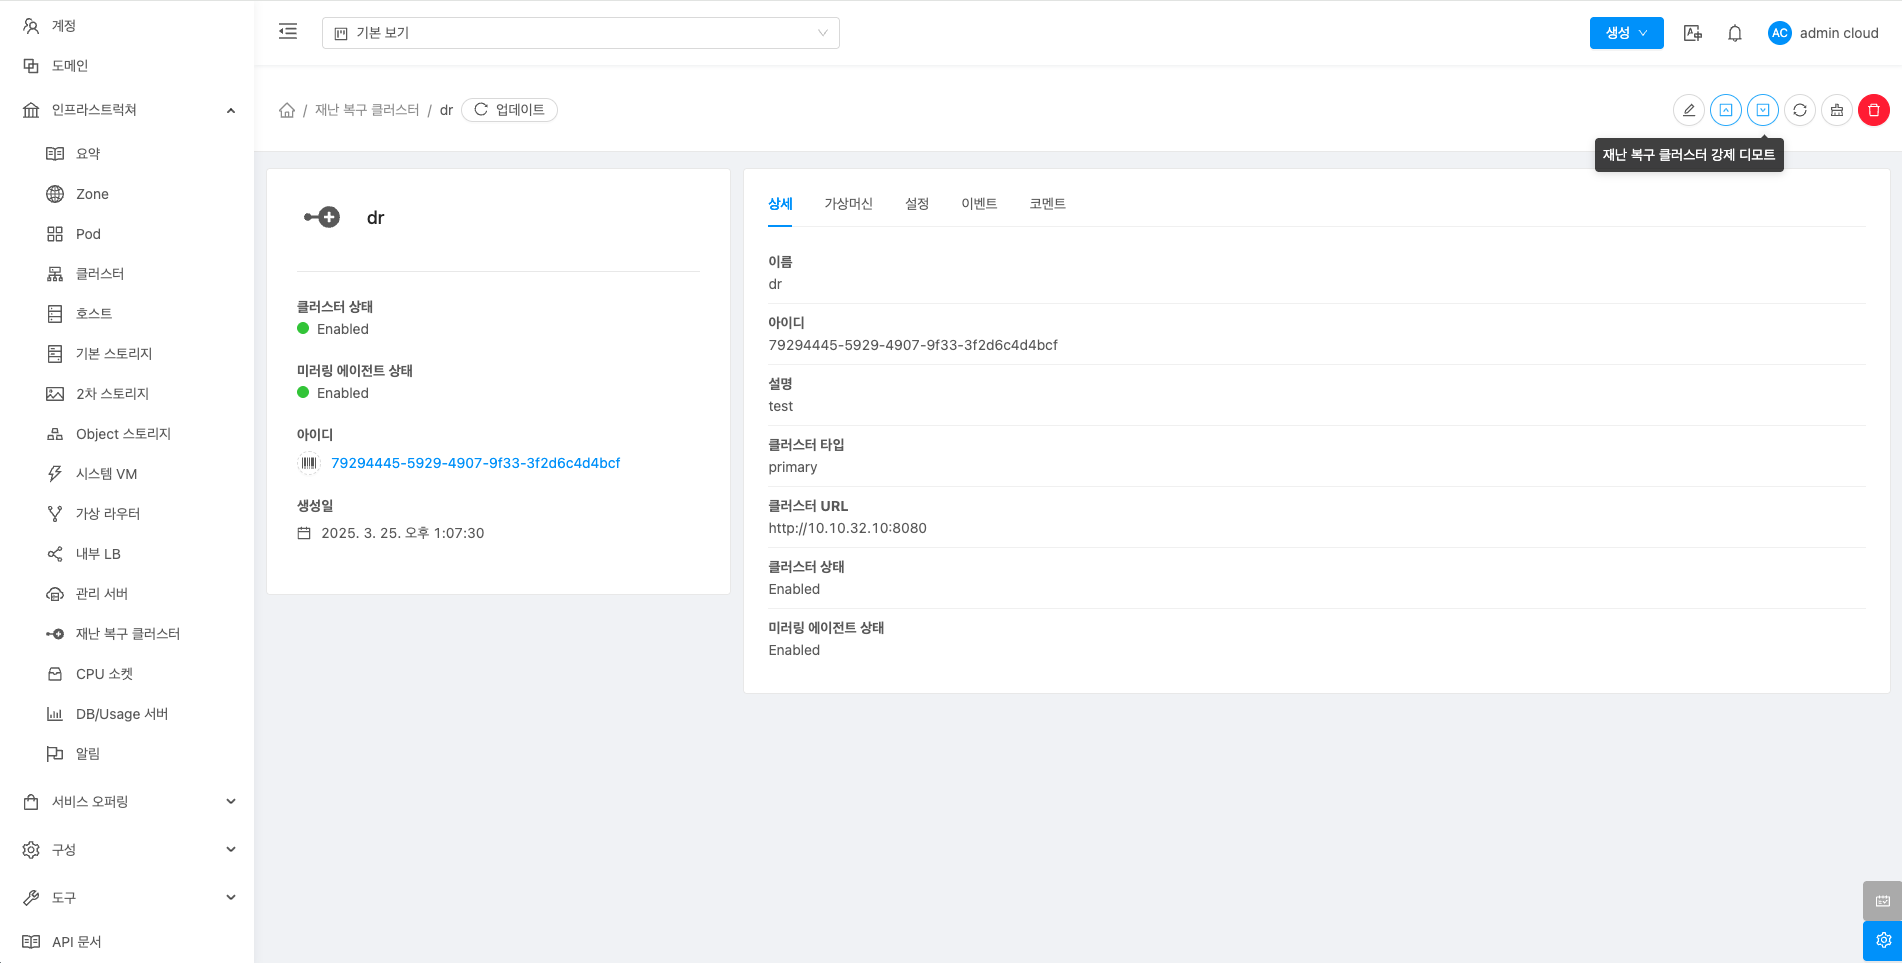 계정
도메인
인프라스트럭쳐
요약
Zone
Pod
클러스터
호스트
기본 스토리지
2차 스토리지
Object 스토리지
시스템 VM
가상 라우터
내부 LB
관리 서버
재난 복구 클러스터
CPU 소켓
DB/Usage 서버
알림
서비스 오퍼링
구성
도구
API 문서
기본 보기
생성
AC admin cloud
/ 재난 복구 클러스터 / dr 업데이트
재난 복구 클러스터 강제 디모트
dr
클러스터 상태
Enabled
미러링 에이전트 상태
Enabled
아이디
79294445-5929-4907-9f33-3f2d6c4d4bcf
생성일
2025. 3. 25. 오후 1:07:30
상세 가상머신 설정 이벤트 코멘트
이름
dr
아이디
79294445-5929-4907-9f33-3f2d6c4d4bcf
설명
test
클러스터 타입
primary
클러스터 URL
http://10.10.32.10:8080
클러스터 상태
Enabled
미러링 에이전트 상태
Enabled